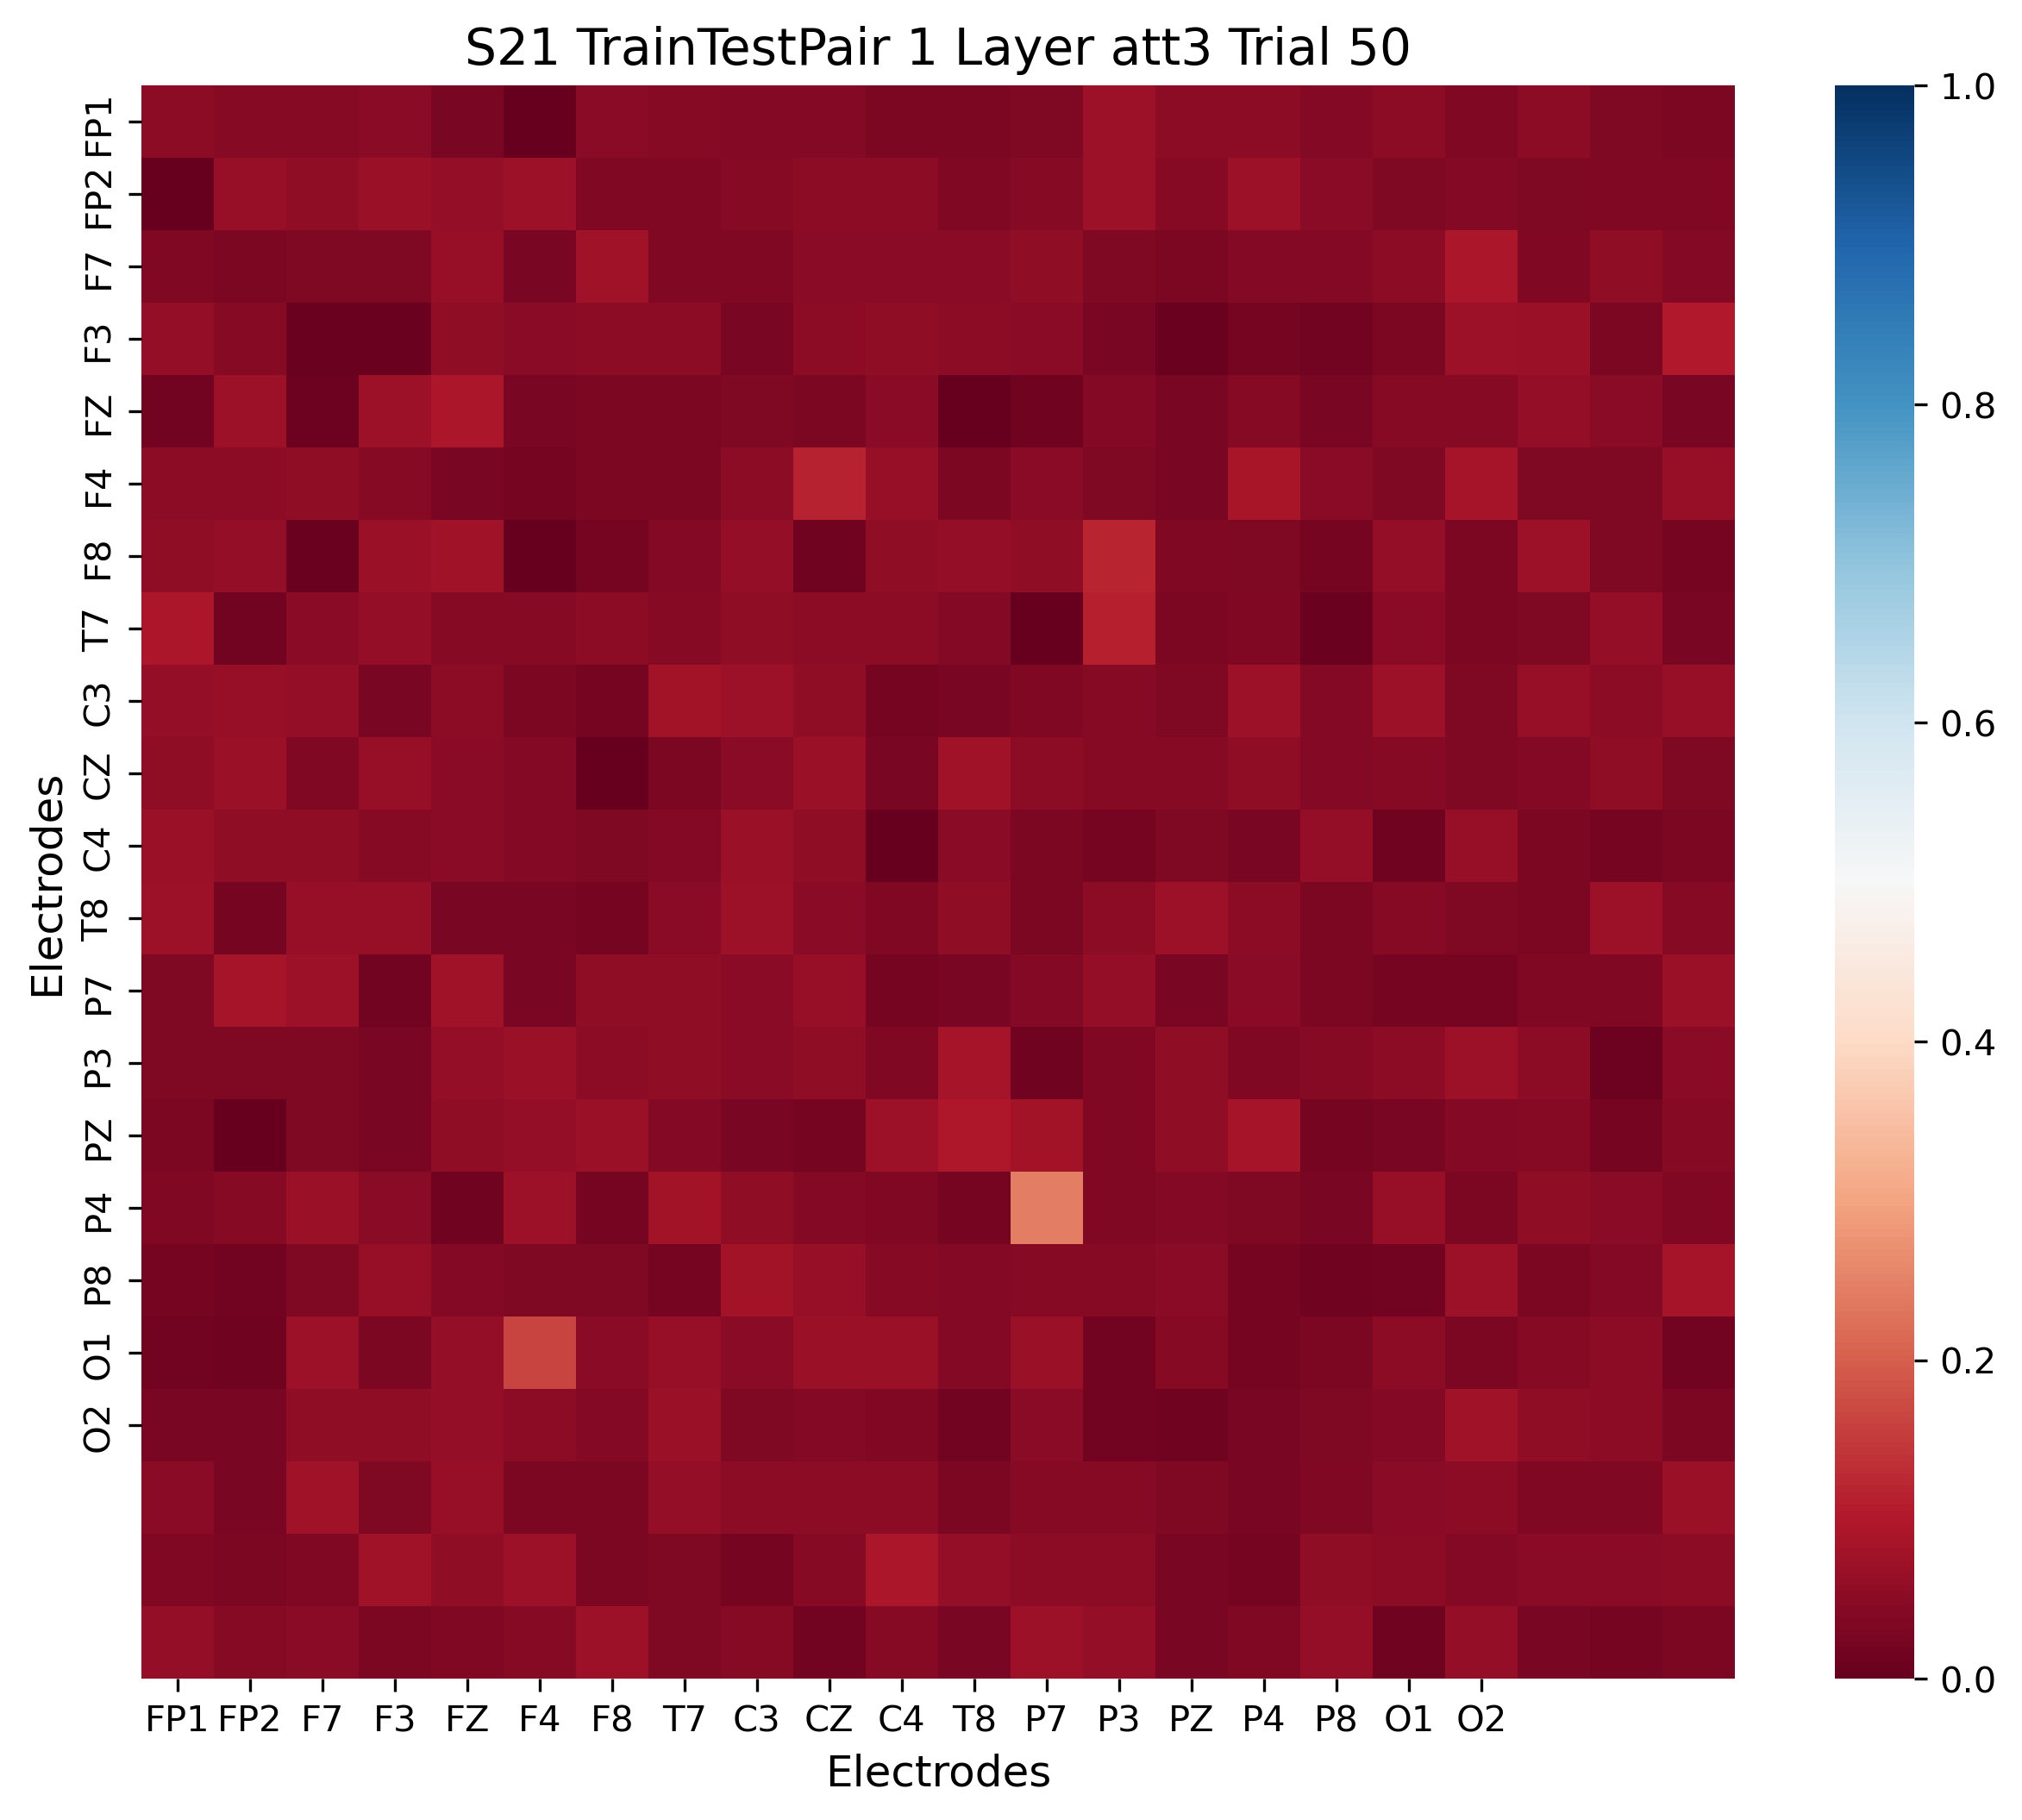 S21 TrainTestPair 1 Layer att3 Trial 50
Electrodes
FP1
FP2
F7
F3
FZ
F4
F8
T7
C3
CZ
C4
T8
P7
P3
PZ
P4
P8
O1
O2
FP1 FP2 F7 F3 FZ F4 F8 T7 C3 CZ C4 T8 P7 P3 PZ P4 P8 O1 O2
Electrodes
1.0
0.8
0.6
0.4
0.2
0.0